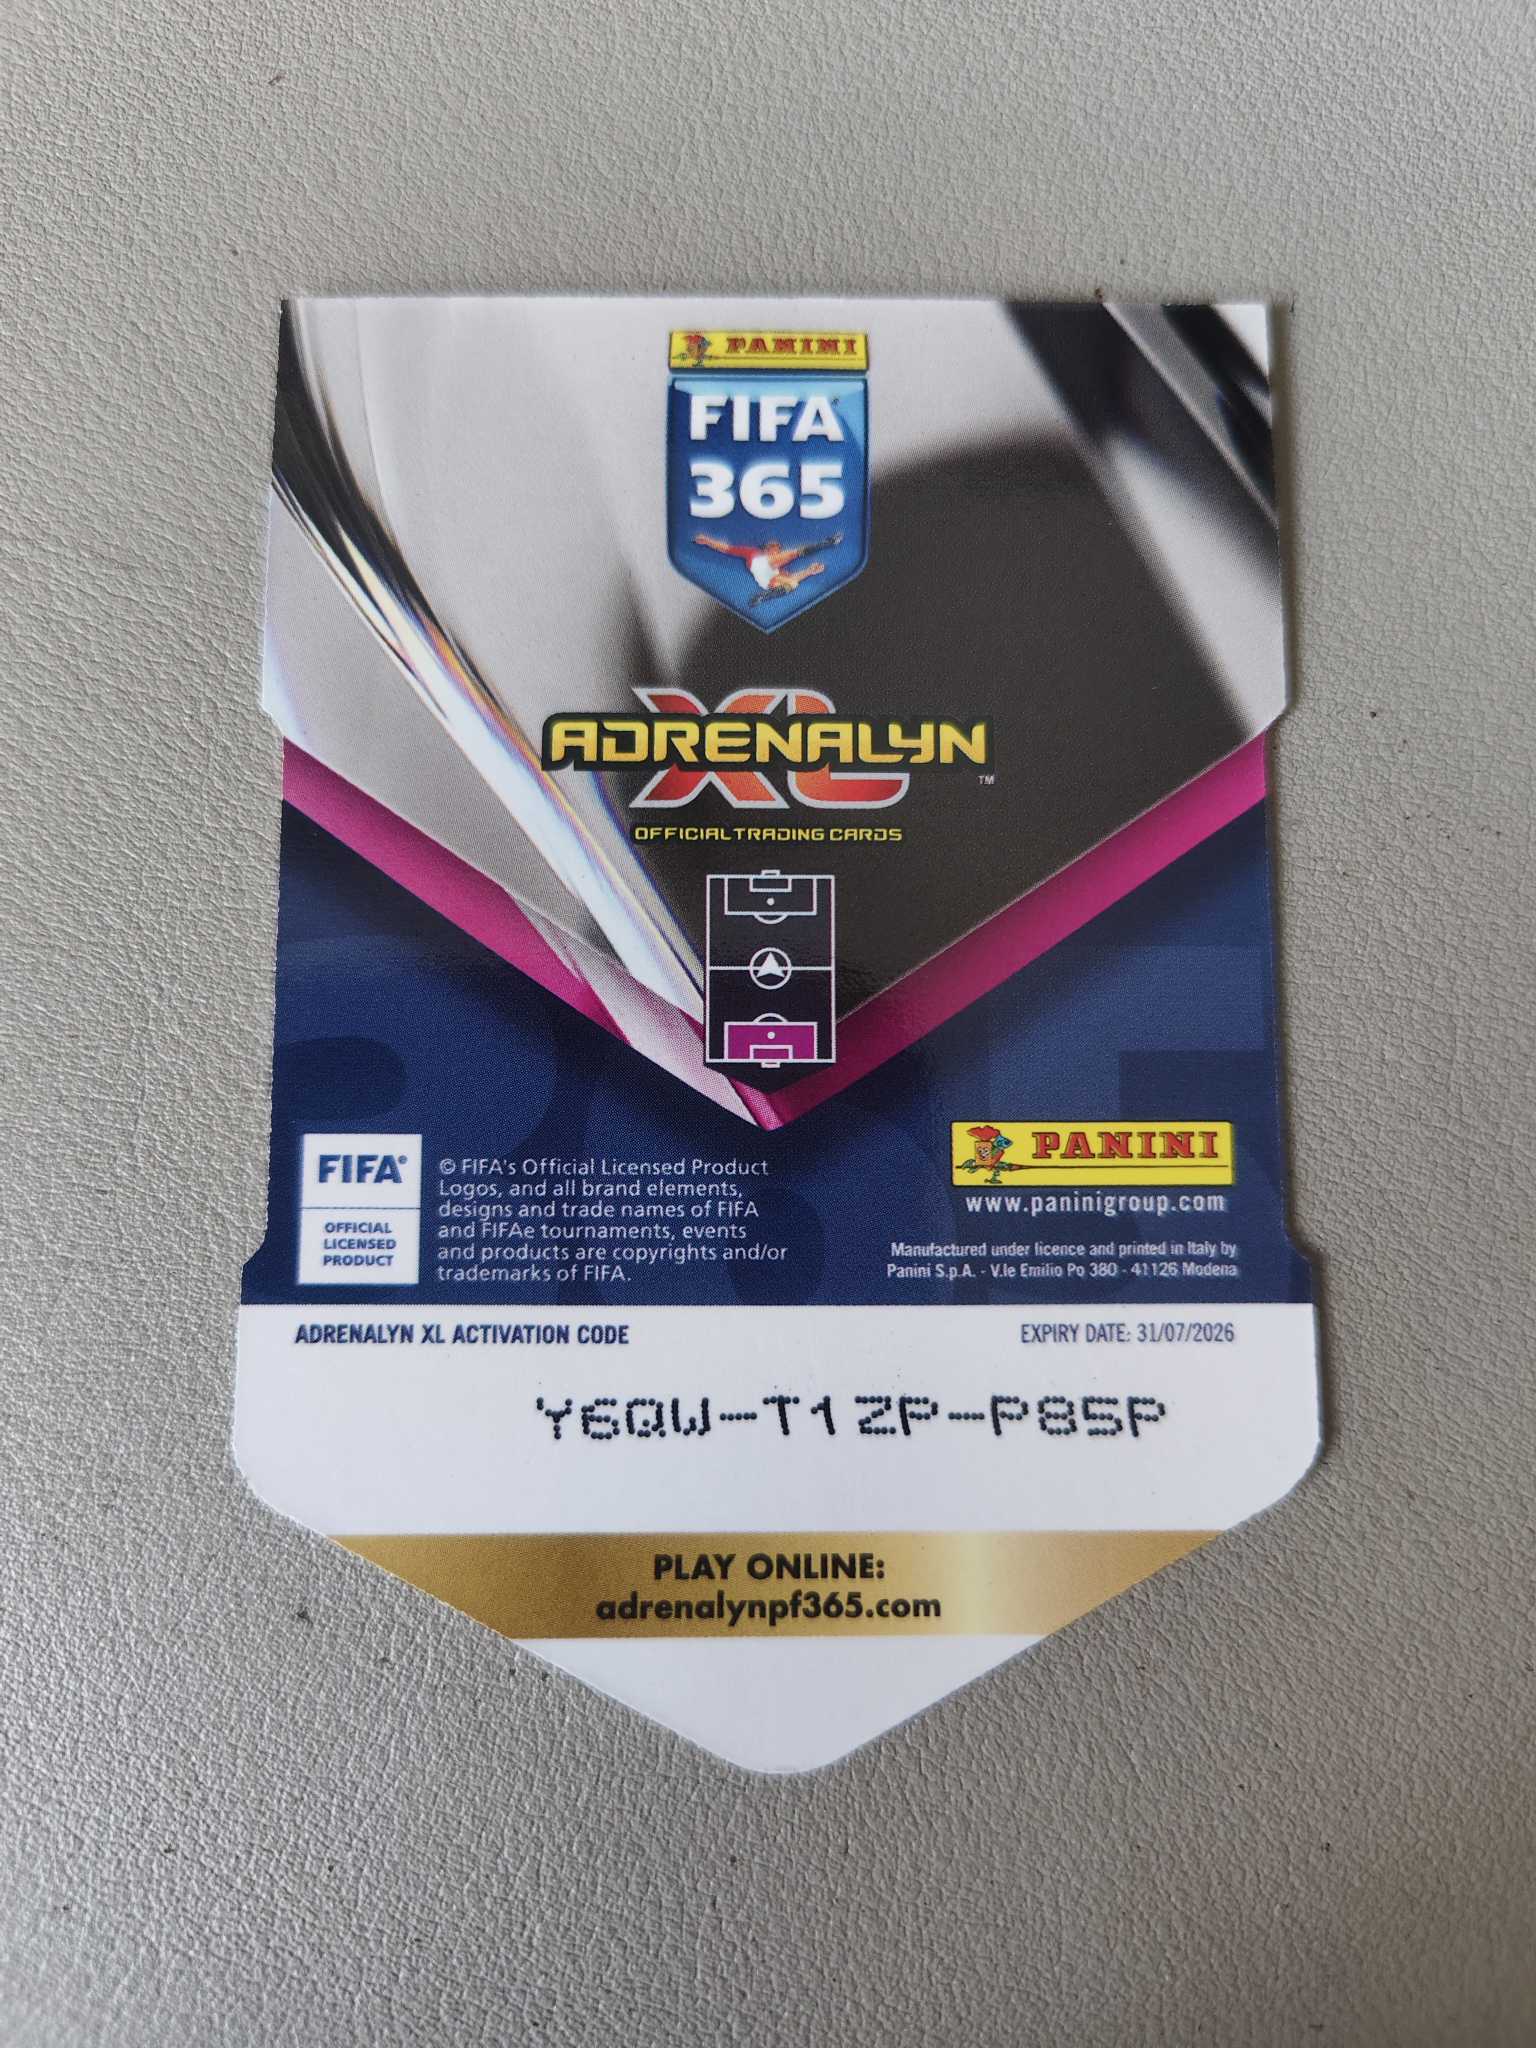 PANINI
FIFA
365
ADRENALYN
XL
™
OFFICIAL TRADING CARDS
FIFA®
OFFICIAL
LICENSED
PRODUCT
© FIFA's Official Licensed Product
Logos, and all brand elements,
designs and trade names of FIFA
and FIFAe tournaments, events
and products are copyrights and/or
trademarks of FIFA.
PANINI
www.paninigroup.com
Manufactured under licence and printed in Italy by
Panini S.p.A. - V.le Emilio Po 380 - 41126 Modena
ADRENALYN XL ACTIVATION CODE
EXPIRY DATE: 31/07/2026
Y6QW-T1ZP-P85P
PLAY ONLINE:
adrenalynpf365.com